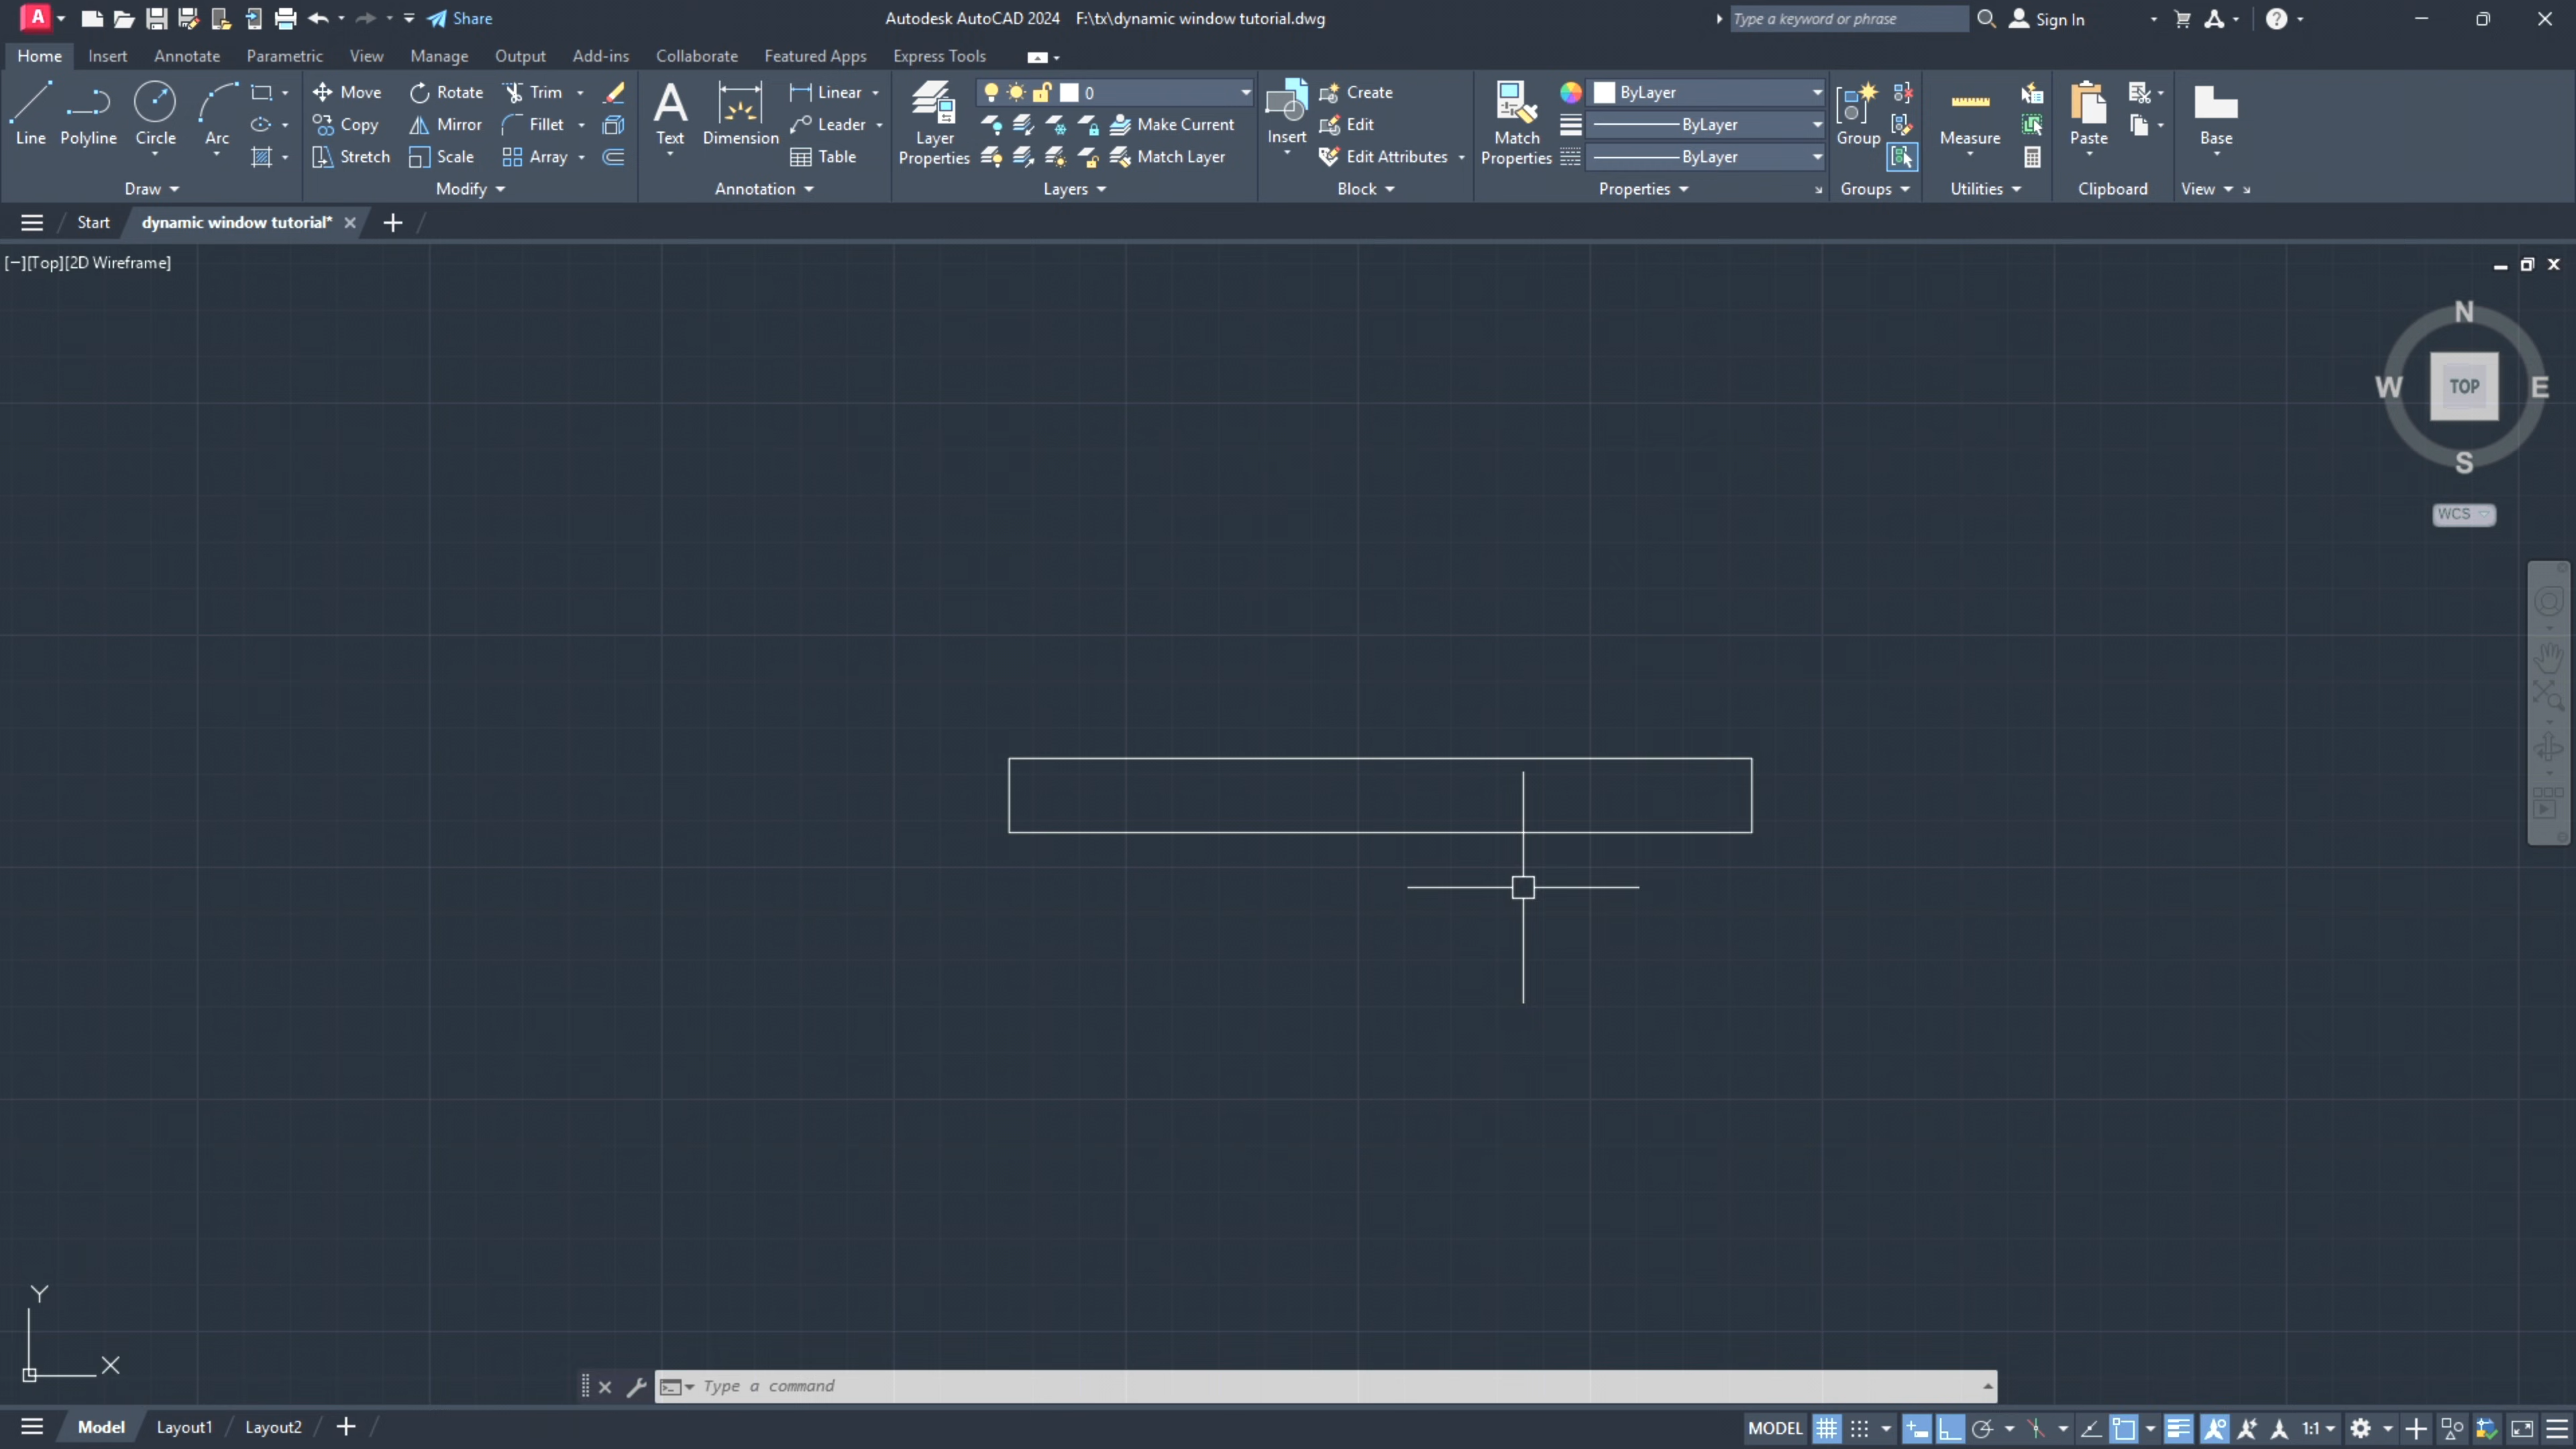 A Share Autodesk AutoCAD 2024 F:\tx\dynamic window tutorial.dwg Type a keyword or phrase Sign In
Home Insert Annotate Parametric View Manage Output Add-ins Collaborate Featured Apps Express Tools
Move Rotate Trim Linear 0 Create ByLayer
Line Polyline Circle Arc Copy Mirror Fillet Text Dimension Leader Layer Properties Make Current Insert Edit Match Properties ByLayer Group Measure Paste Base
Stretch Scale Array Table Match Layer Edit Attributes ByLayer
Draw Modify Annotation Layers Block Properties Groups Utilities Clipboard View
Start dynamic window tutorial*
[−][Top][2D Wireframe]
N
W TOP E
S
WCS
Y
X
Type a command
Model Layout1 Layout2 MODEL 1:1